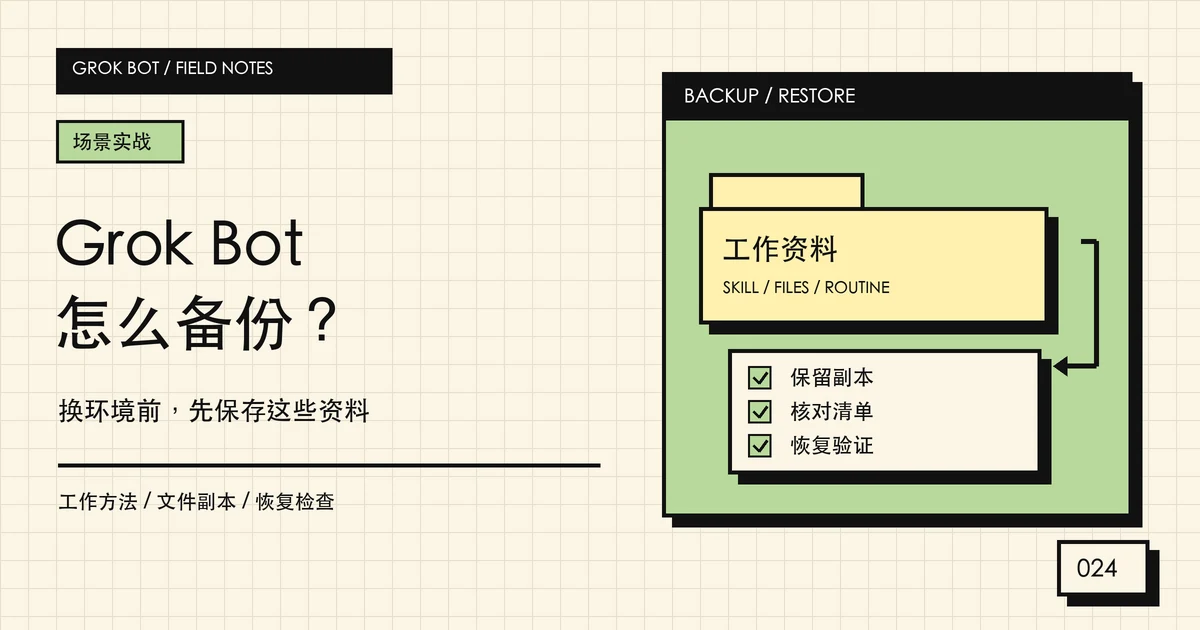 GROK BOT / FIELD NOTES
场景实战
Grok Bot
怎么备份？
换环境前，先保存这些资料
工作方法 / 文件副本 / 恢复检查
BACKUP / RESTORE
工作资料
SKILL / FILES / ROUTINE
保留副本
核对清单
恢复验证
024